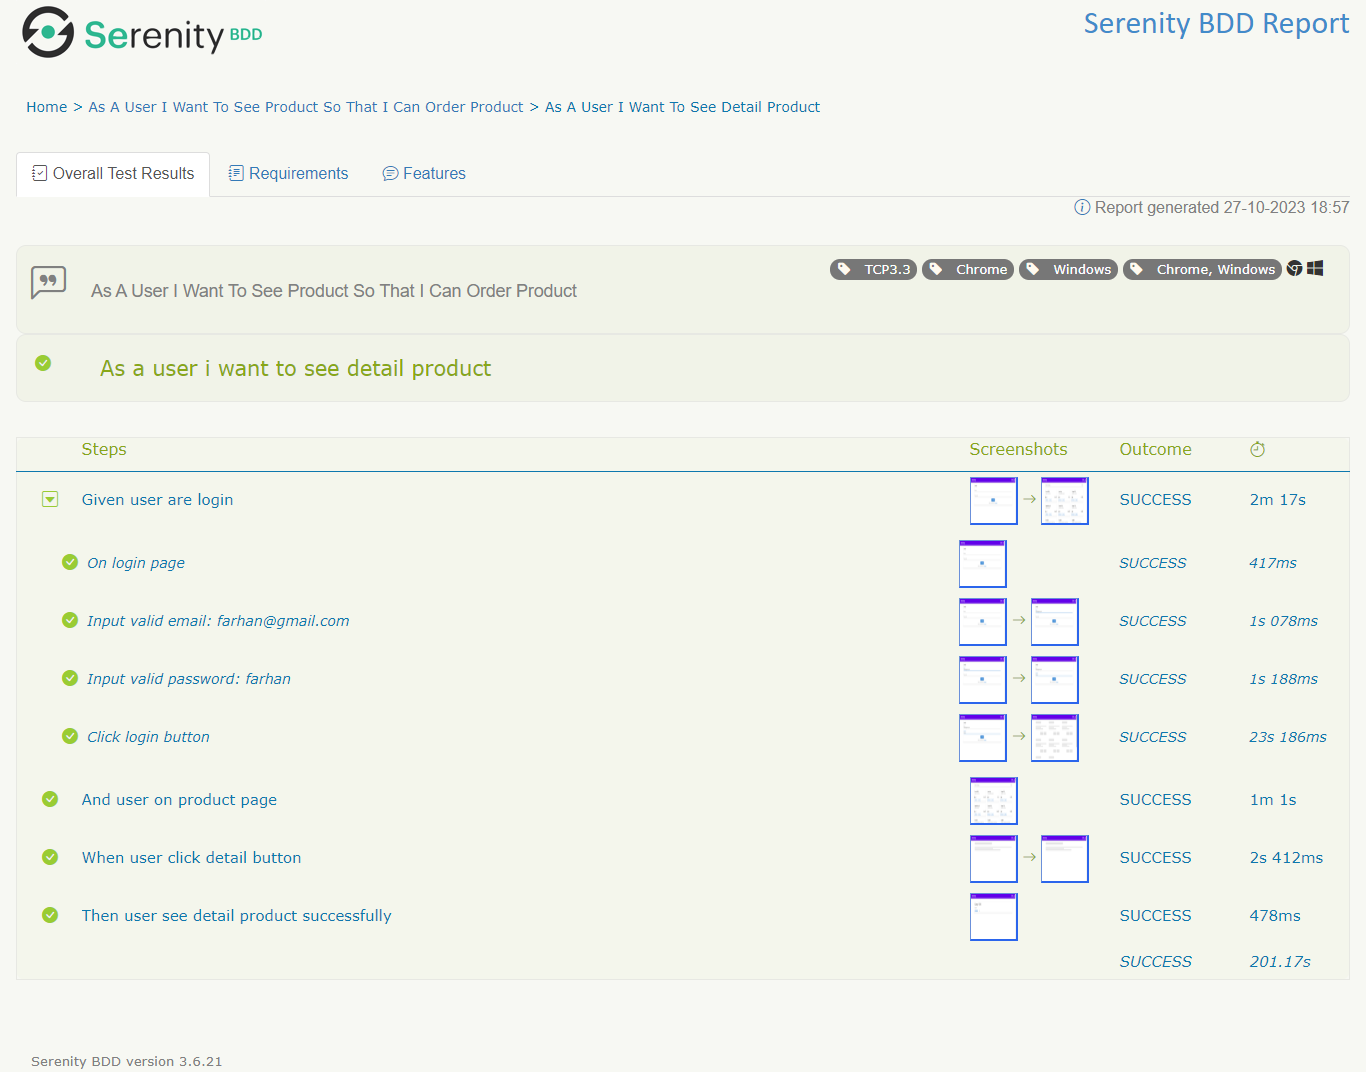 Serenity BDD
Serenity BDD Report
Home > As A User I Want To See Product So That I Can Order Product > As A User I Want To See Detail Product
Overall Test Results Requirements Features
Report generated 27-10-2023 18:57
TCP3.3 Chrome Windows Chrome, Windows
As A User I Want To See Product So That I Can Order Product
As a user i want to see detail product
Steps Screenshots Outcome
Given user are login SUCCESS 2m 17s
On login page SUCCESS 417ms
Input valid email: farhan@gmail.com SUCCESS 1s 078ms
Input valid password: farhan SUCCESS 1s 188ms
Click login button SUCCESS 23s 186ms
And user on product page SUCCESS 1m 1s
When user click detail button SUCCESS 2s 412ms
Then user see detail product successfully SUCCESS 478ms
SUCCESS 201.17s
Serenity BDD version 3.6.21